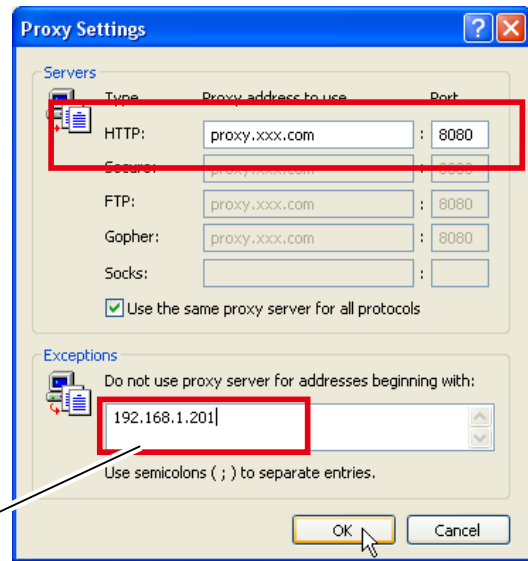 Proxy Settings
Servers
Type Proxy address to use Port
HTTP: proxy.xxx.com : 8080
Secure: proxy.xxx.com : 8080
FTP: proxy.xxx.com : 8080
Gopher: proxy.xxx.com : 8080
Socks: :
Use the same proxy server for all protocols
Exceptions
Do not use proxy server for addresses beginning with:
192.168.1.201
Use semicolons ( ; ) to separate entries.
OK Cancel